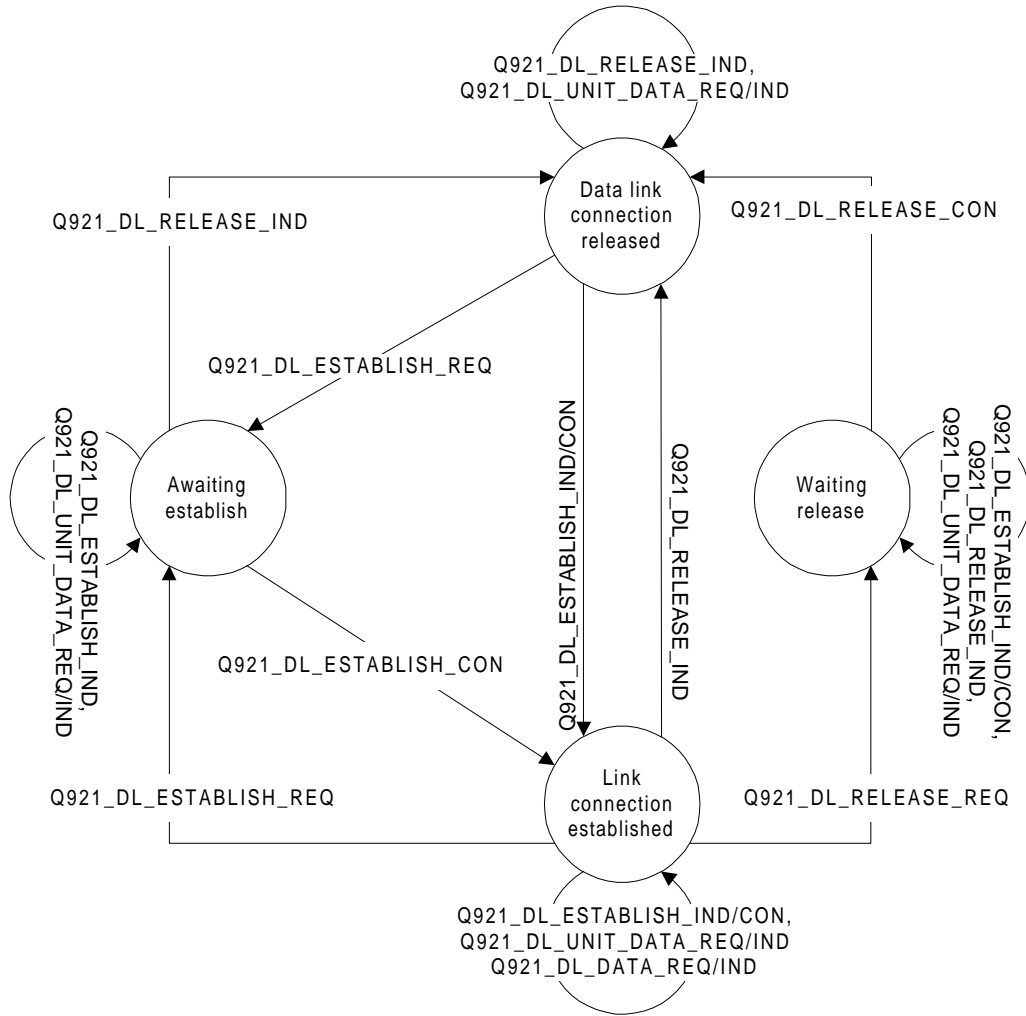 Q921_DL_RELEASE_IND,
Q921_DL_UNIT_DATA_REQ/IND
Data link
connection
released
Q921_DL_RELEASE_IND
Q921_DL_RELEASE_CON
Q921_DL_ESTABLISH_REQ
Q921_DL_ESTABLISH_IND/CON
Q921_DL_RELEASE_IND
Q921_DL_ESTABLISH_IND,
Q921_DL_UNIT_DATA_REQ/IND
Awaiting
establish
Waiting
release
Q921_DL_ESTABLISH_IND/CON,
Q921_DL_RELEASE_IND,
Q921_DL_UNIT_DATA_REQ/IND
Q921_DL_ESTABLISH_CON
Q921_DL_ESTABLISH_REQ
Link
connection
established
Q921_DL_RELEASE_REQ
Q921_DL_ESTABLISH_IND/CON,
Q921_DL_UNIT_DATA_REQ/IND
Q921_DL_DATA_REQ/IND